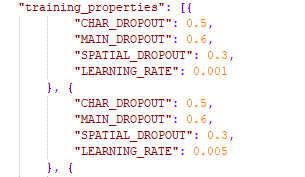 "training_properties": [{
"CHAR_DROPOUT": 0.5,
"MAIN_DROPOUT": 0.6,
"SPATIAL_DROPOUT": 0.3,
"LEARNING_RATE": 0.001
}, {
"CHAR_DROPOUT": 0.5,
"MAIN_DROPOUT": 0.6,
"SPATIAL_DROPOUT": 0.3,
"LEARNING_RATE": 0.005
}, {